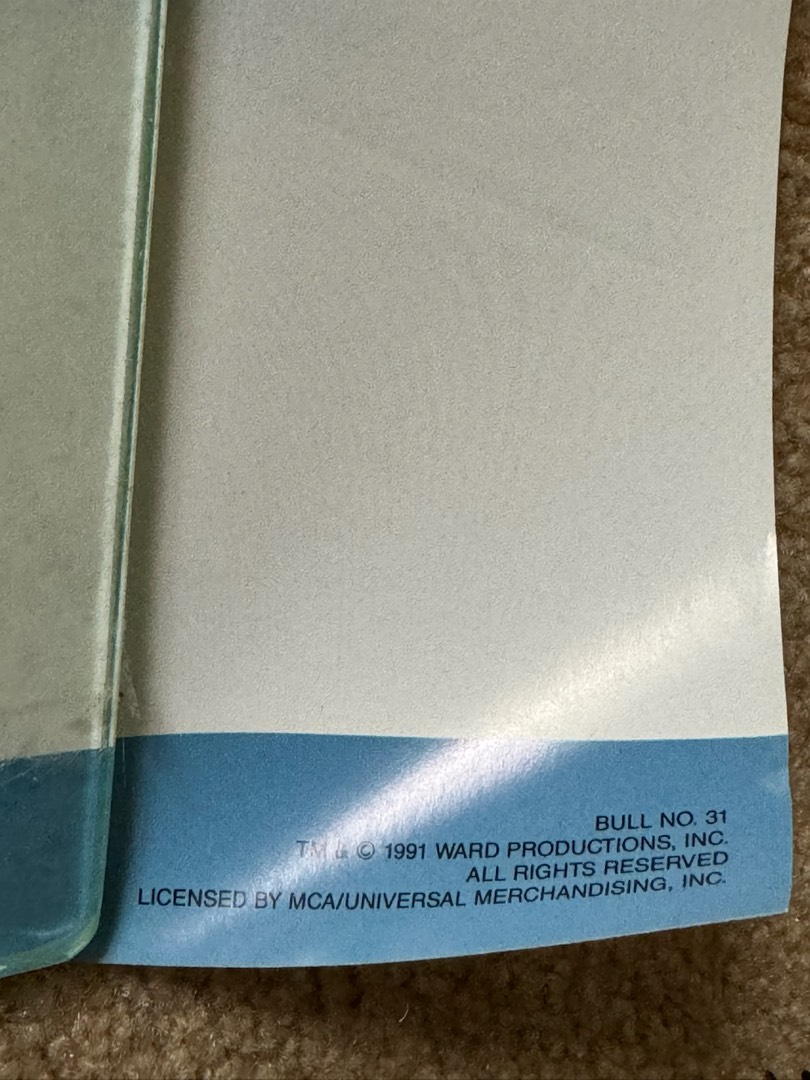 BULL NO. 31
TM & © 1991 WARD PRODUCTIONS, INC.
ALL RIGHTS RESERVED
LICENSED BY MCA/UNIVERSAL MERCHANDISING, INC.